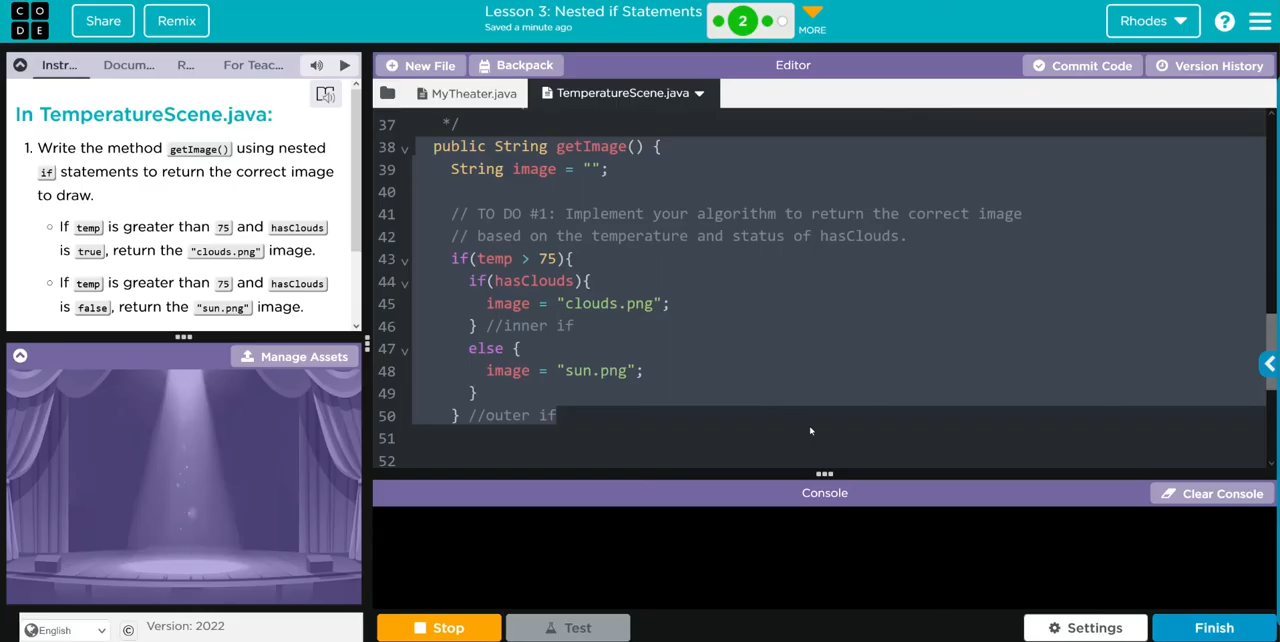 C O
D E
Share
Remix
Lesson 3: Nested if Statements
Saved a minute ago
2
MORE
Rhodes
?
Instr...
Docum...
R...
For Teac...
In TemperatureScene.java:
1. Write the method getImage() using nested
if statements to return the correct image
to draw.
If temp is greater than 75 and hasClouds
is true, return the "clouds.png" image.
If temp is greater than 75 and hasClouds
is false, return the "sun.png" image.
Manage Assets
English
©
Version: 2022
New File
Backpack
Editor
Commit Code
Version History
MyTheater.java
TemperatureScene.java
37 */
38 public String getImage() {
39 String image = "";
40
41 // TO DO #1: Implement your algorithm to return the correct image
42 // based on the temperature and status of hasClouds.
43 if(temp > 75){
44 if(hasClouds){
45 image = "clouds.png";
46 } //inner if
47 else {
48 image = "sun.png";
49 }
50 } //outer if
51
52
Console
Clear Console
Stop
Test
Settings
Finish